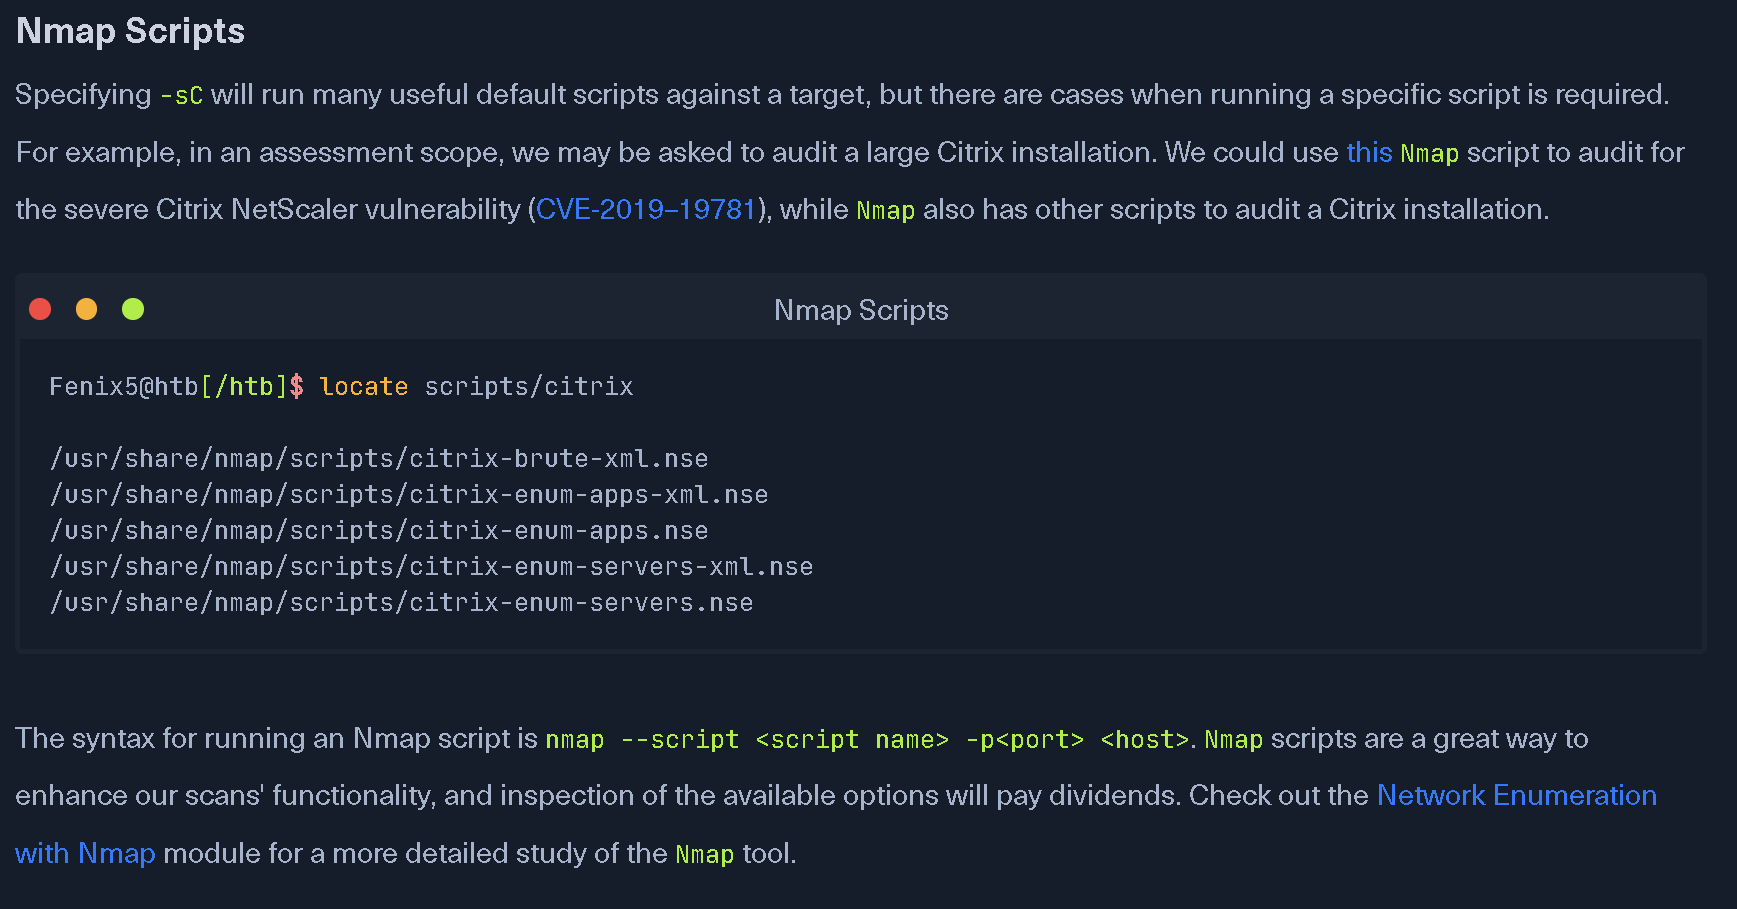 Nmap Scripts
Specifying -sC will run many useful default scripts against a target, but there are cases when running a specific script is required.
For example, in an assessment scope, we may be asked to audit a large Citrix installation. We could use this Nmap script to audit for
the severe Citrix NetScaler vulnerability (CVE-2019–19781), while Nmap also has other scripts to audit a Citrix installation.
Nmap Scripts
Fenix5@htb[/htb]$ locate scripts/citrix
/usr/share/nmap/scripts/citrix-brute-xml.nse
/usr/share/nmap/scripts/citrix-enum-apps-xml.nse
/usr/share/nmap/scripts/citrix-enum-apps.nse
/usr/share/nmap/scripts/citrix-enum-servers-xml.nse
/usr/share/nmap/scripts/citrix-enum-servers.nse
The syntax for running an Nmap script is nmap --script <script name> -p<port> <host>. Nmap scripts are a great way to
enhance our scans' functionality, and inspection of the available options will pay dividends. Check out the Network Enumeration
with Nmap module for a more detailed study of the Nmap tool.